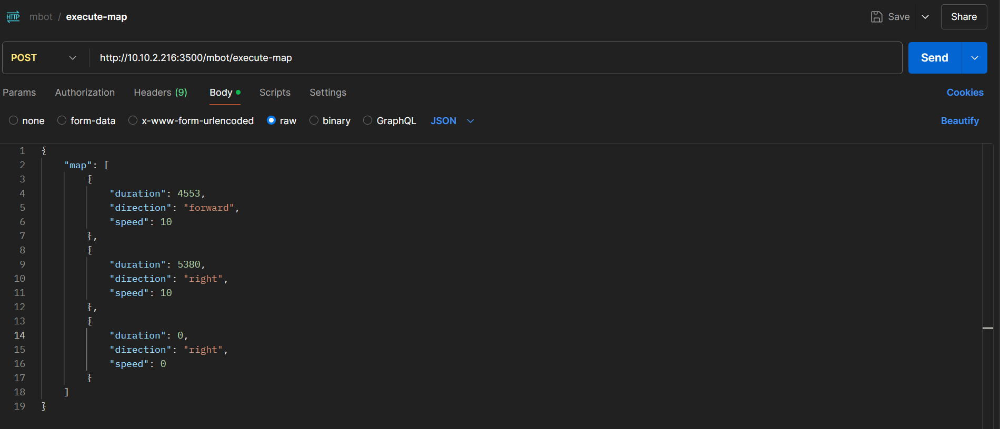 HTTP mbot / execute-map Save Share
POST http://10.10.2.216:3500/mbot/execute-map Send
Params Authorization Headers (9) Body Scripts Settings Cookies
none form-data x-www-form-urlencoded raw binary GraphQL JSON Beautify
1 {
2 "map": [
3 {
4 "duration": 4553,
5 "direction": "forward",
6 "speed": 10
7 },
8 {
9 "duration": 5380,
10 "direction": "right",
11 "speed": 10
12 },
13 {
14 "duration": 0,
15 "direction": "right",
16 "speed": 0
17 }
18 ]
19 }